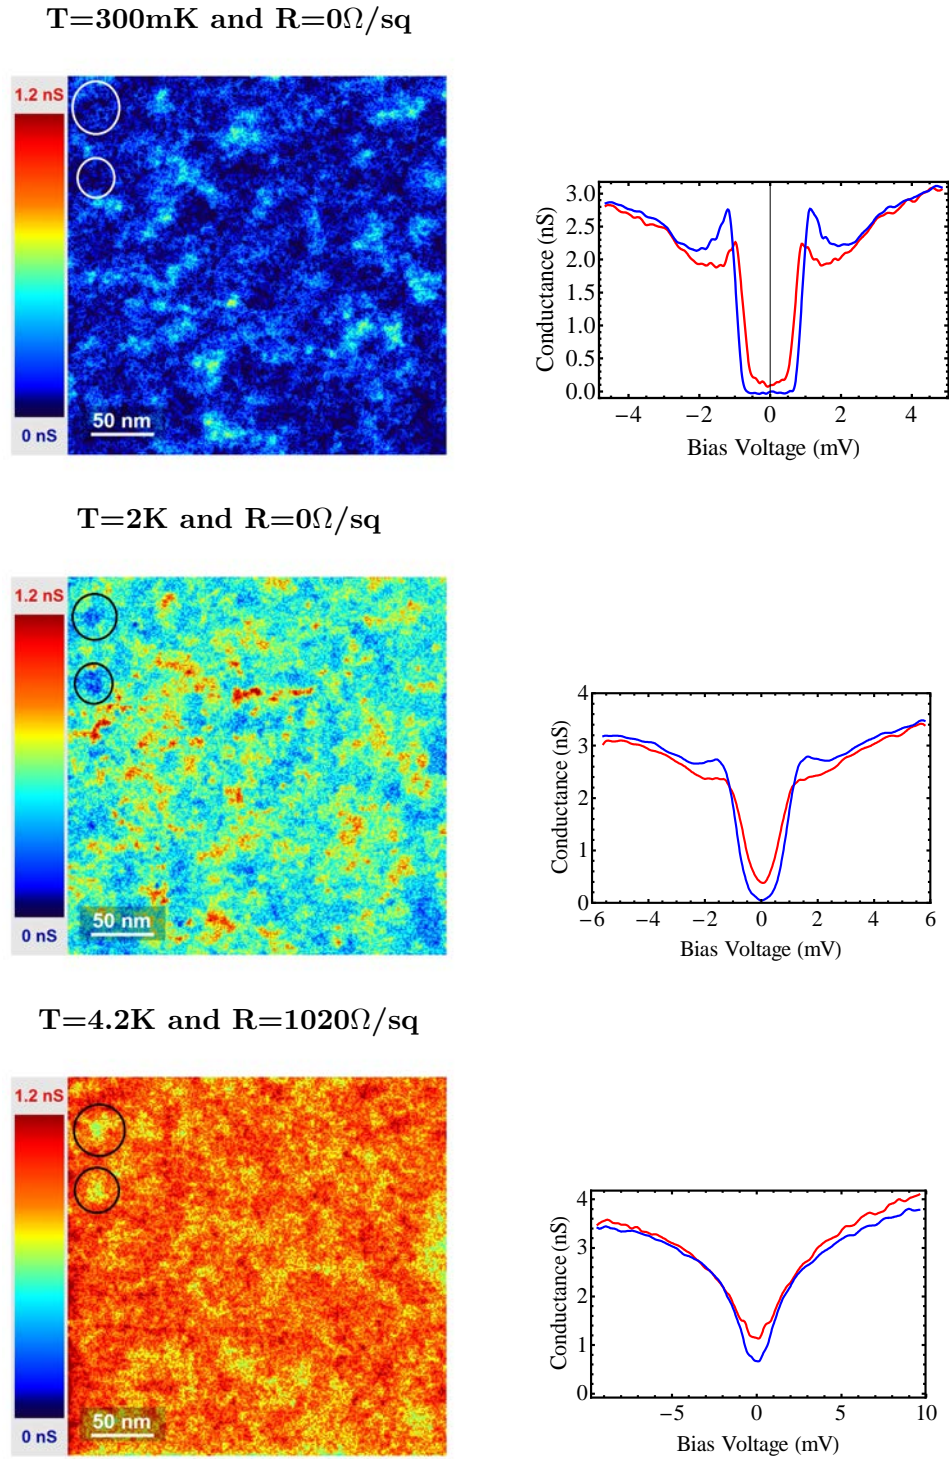 T=300mK and R=0Ω/sq
1.2 nS
0 nS
50 nm
3.0
2.5
2.0
1.5
1.0
0.5
0.0
Conductance (nS)
−4 −2 0 2 4
Bias Voltage (mV)
T=2K and R=0Ω/sq
1.2 nS
0 nS
50 nm
4
3
2
1
0
Conductance (nS)
−6 −4 −2 0 2 4 6
Bias Voltage (mV)
T=4.2K and R=1020Ω/sq
1.2 nS
0 nS
50 nm
4
3
2
1
0
Conductance (nS)
−5 0 5 10
Bias Voltage (mV)